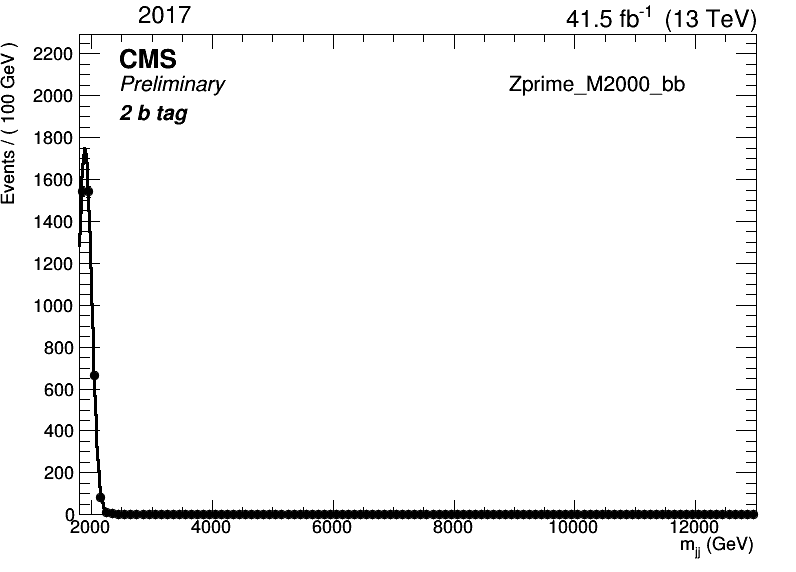 2017
41.5 fb-1 (13 TeV)
CMS
Preliminary
2 b tag
Zprime_M2000_bb
Events / ( 100 GeV )
2200
2000
1800
1600
1400
1200
1000
800
600
400
200
0
2000 4000 6000 8000 10000 12000
mjj (GeV)